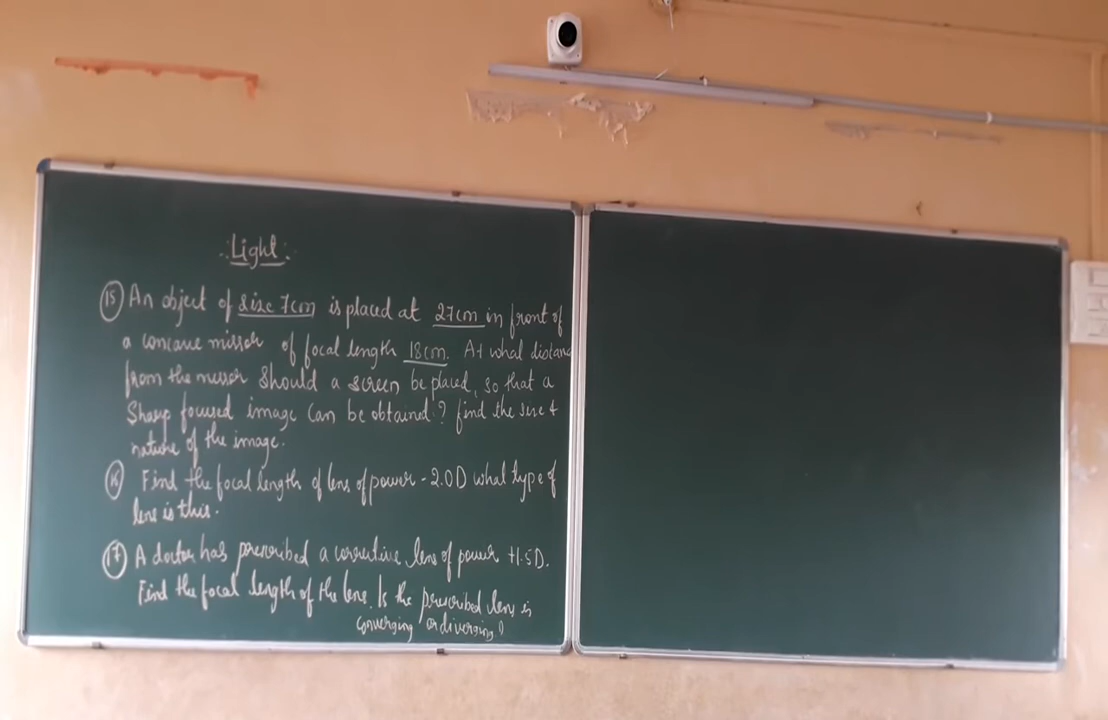 Light
15 An object of size 7cm is placed at 27cm in front of
a concave mirror of focal length 18cm. At what distance
from the mirror should a screen be placed, so that a
Sharp focused image can be obtained? find the size &
nature of the image.
16 Find the focal length of lens of power - 2.0D what type of
lens is this.
17 A doctor has prescribed a corrective lens of power +1.5D.
Find the focal length of the lens. Is the prescribed lens is
converging or diverging?